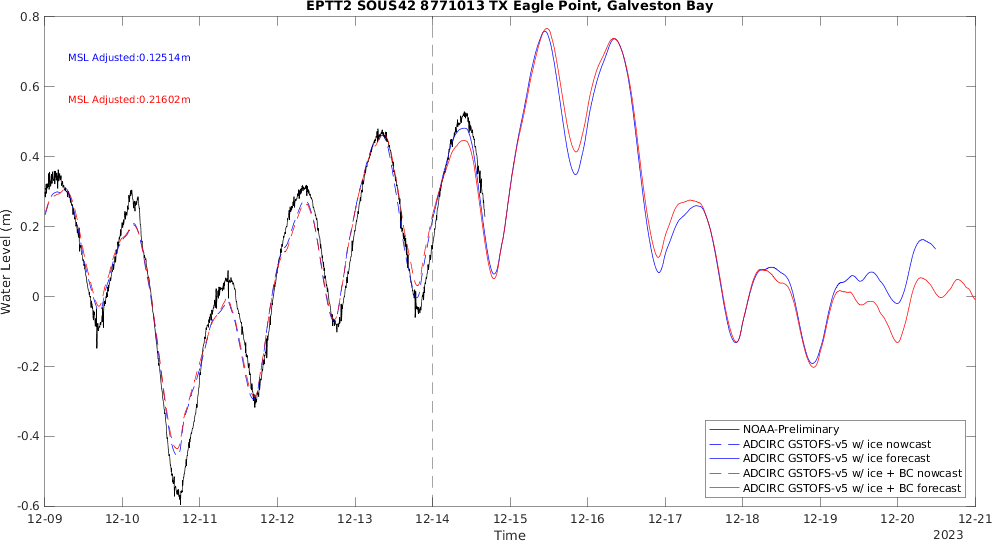 EPTT2 SOUS42 8771013 TX Eagle Point, Galveston Bay
MSL Adjusted:0.12514m
MSL Adjusted:0.21602m
Water Level (m)
0.8
0.6
0.4
0.2
0
-0.2
-0.4
-0.6
NOAA-Preliminary
ADCIRC GSTOFS-v5 w/ ice nowcast
ADCIRC GSTOFS-v5 w/ ice forecast
ADCIRC GSTOFS-v5 w/ ice + BC nowcast
ADCIRC GSTOFS-v5 w/ ice + BC forecast
12-09 12-10 12-11 12-12 12-13 12-14 12-15 12-16 12-17 12-18 12-19 12-20 12-21
Time
2023